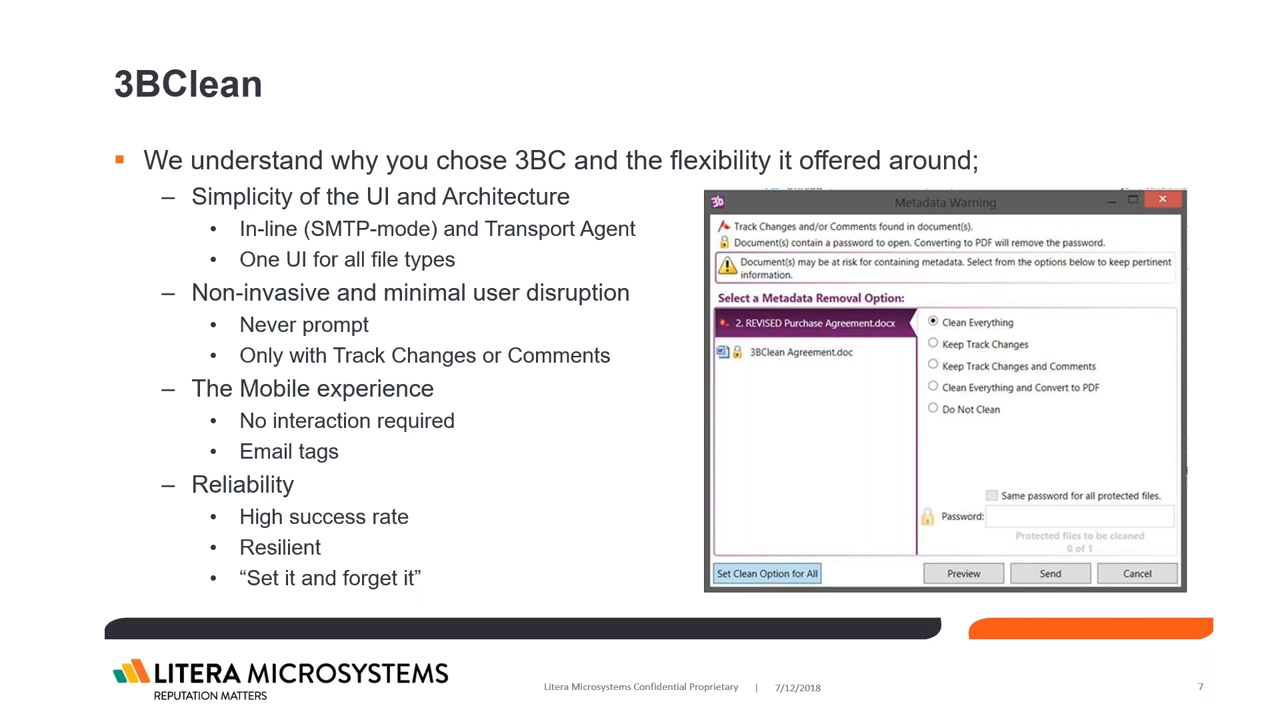 3BClean
▪ We understand why you chose 3BC and the flexibility it offered around;
– Simplicity of the UI and Architecture
• In-line (SMTP-mode) and Transport Agent
• One UI for all file types
– Non-invasive and minimal user disruption
• Never prompt
• Only with Track Changes or Comments
– The Mobile experience
• No interaction required
• Email tags
– Reliability
• High success rate
• Resilient
• “Set it and forget it”
3b
Metadata Warning
Track Changes and/or Comments found in document(s).
Document(s) contain a password to open. Converting to PDF will remove the password.
Document(s) may be at risk for containing metadata. Select from the options below to keep pertinent
information.
Select a Metadata Removal Option:
2. REVISED Purchase Agreement.docx
3BClean Agreement.doc
Clean Everything
Keep Track Changes
Keep Track Changes and Comments
Clean Everything and Convert to PDF
Do Not Clean
Same password for all protected files.
Password:
Protected files to be cleaned
0 of 1
Set Clean Option for All
Preview
Send
Cancel
LITERA MICROSYSTEMS
REPUTATION MATTERS
Litera Microsystems Confidential Proprietary | 7/12/2018
7